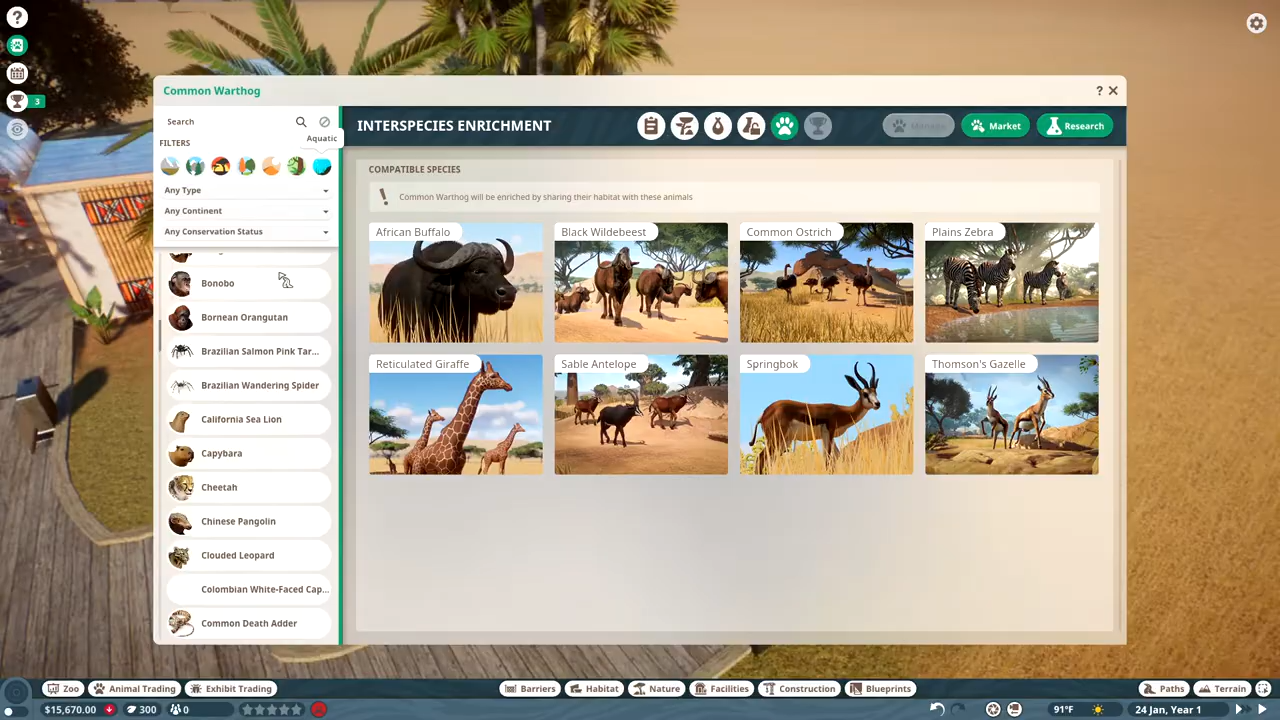 ?
3
Common Warthog
?
Search
Aquatic
FILTERS
Any Type
Any Continent
Any Conservation Status
Bonobo
Bornean Orangutan
Brazilian Salmon Pink Tar...
Brazilian Wandering Spider
California Sea Lion
Capybara
Cheetah
Chinese Pangolin
Clouded Leopard
Colombian White-Faced Cap...
Common Death Adder
INTERSPECIES ENRICHMENT
Manage
Market
Research
COMPATIBLE SPECIES
Common Warthog will be enriched by sharing their habitat with these animals
African Buffalo
Black Wildebeest
Common Ostrich
Plains Zebra
Reticulated Giraffe
Sable Antelope
Springbok
Thomson's Gazelle
Zoo
Animal Trading
Exhibit Trading
Barriers
Habitat
Nature
Facilities
Construction
Blueprints
Paths
Terrain
$15,670.00
300
0
91°F
24 Jan, Year 1